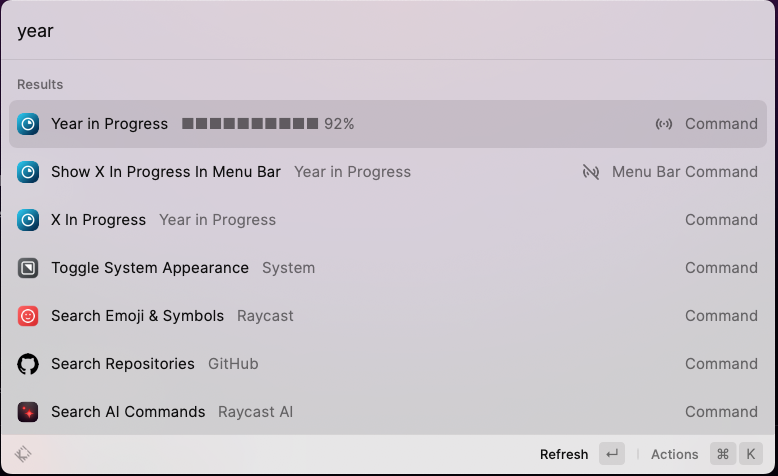 year
Results
Year in Progress ■■■■■■■■■■ 92% Command
Show X In Progress In Menu Bar Year in Progress Menu Bar Command
X In Progress Year in Progress Command
Toggle System Appearance System Command
Search Emoji & Symbols Raycast Command
Search Repositories GitHub Command
Search AI Commands Raycast AI Command
Refresh ↵ Actions ⌘ K